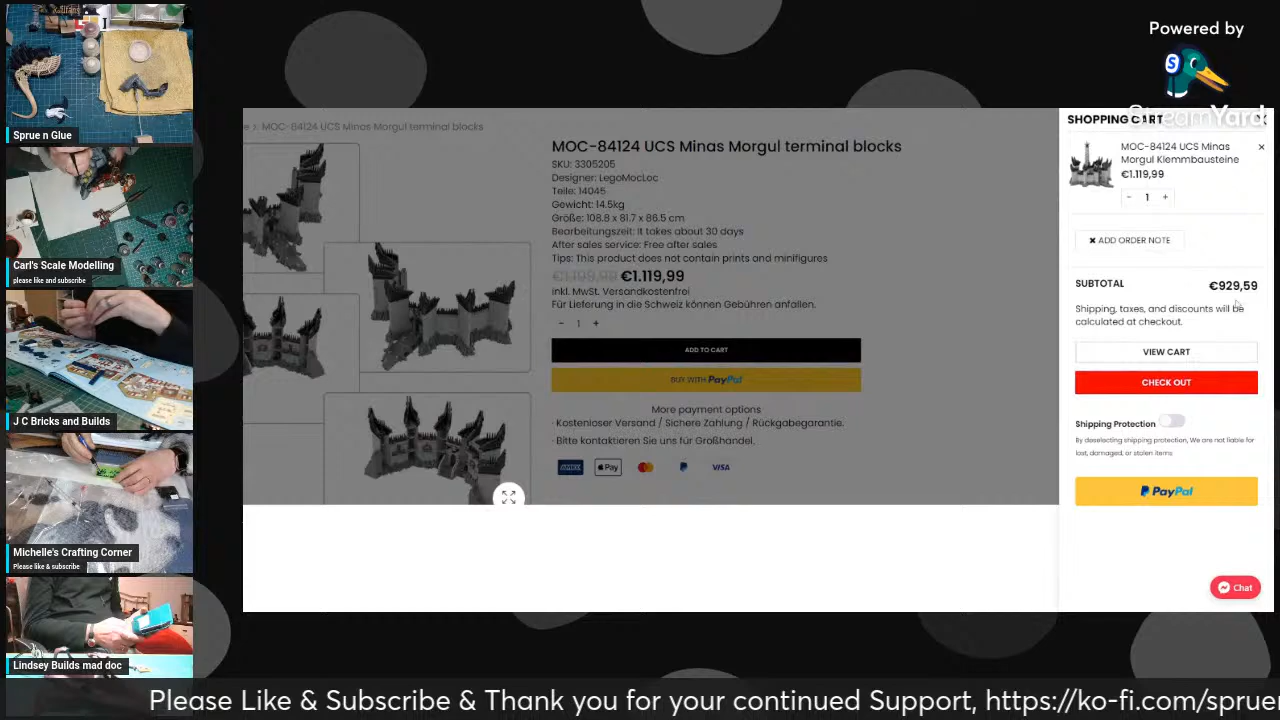 Powered by
StreamYard
Sprue n Glue
Carl's Scale Modelling
please like and subscribe
J C Bricks and Builds
Michelle's Crafting Corner
Please like & subscribe
Lindsey Builds mad doc
MOC-84124 UCS Minas Morgul terminal blocks
MOC-84124 UCS Minas Morgul terminal blocks
SKU: 3305205
Designer: LegoMocLoc
Teile: 14045
Gewicht: 14.5kg
Größe: 108.8 x 81.7 x 86.5 cm
Bearbeitungszeit: It takes about 30 days
After sales service: Free after sales
Tips: This product does not contain prints and minifigures
€1.119,99
inkl. MwSt. Versandkostenfrei
Für Lieferung in die Schweiz können Gebühren anfallen.
- 1 +
ADD TO CART
BUY WITH PayPal
More payment options
· Kostenloser Versand / Sichere Zahlung / Rückgabegarantie.
· Bitte kontaktieren Sie uns für Großhandel.
Apple Pay
VISA
SHOPPING CART
MOC-84124 UCS Minas
Morgul Klemmbausteine
€1.119,99
- 1 +
✖ ADD ORDER NOTE
SUBTOTAL €929,59
Shipping, taxes, and discounts will be
calculated at checkout.
VIEW CART
CHECK OUT
Shipping Protection
By deselecting shipping protection, We are not liable for
lost, damaged, or stolen items
PayPal
Chat
Please Like & Subscribe & Thank you for your continued Support, https://ko-fi.com/sprue